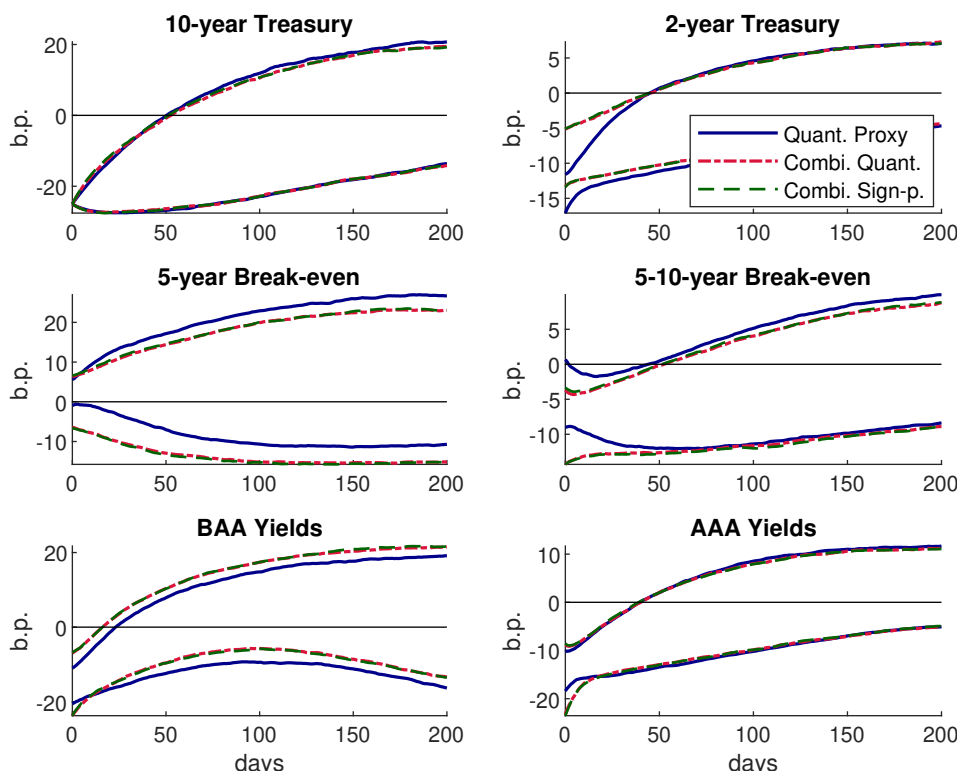 10-year Treasury
20
0
-20
b.p.
0 50 100 150 200
2-year Treasury
5
0
-5
-10
-15
b.p.
Quant. Proxy
Combi. Quant.
Combi. Sign-p.
0 50 100 150 200
5-year Break-even
20
10
0
-10
b.p.
0 50 100 150 200
5-10-year Break-even
5
0
-5
-10
b.p.
0 50 100 150 200
BAA Yields
20
0
-20
b.p.
0 50 100 150 200
days
AAA Yields
10
0
-10
-20
b.p.
0 50 100 150 200
days